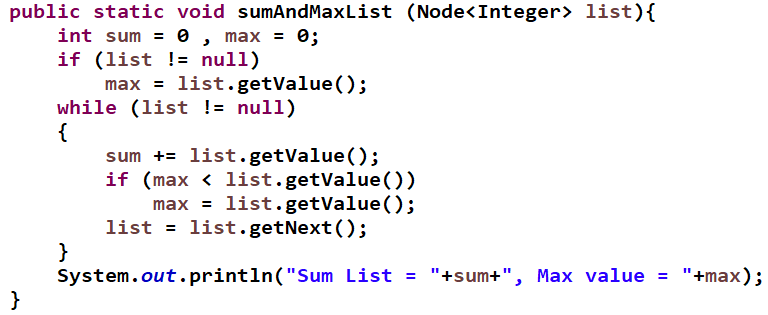 public static void sumAndMaxList (Node<Integer> list){
    int sum = 0 , max = 0;
    if (list != null)
        max = list.getValue();
    while (list != null)
    {
        sum += list.getValue();
        if (max < list.getValue())
            max = list.getValue();
        list = list.getNext();
    }
    System.out.println("Sum List = "+sum+", Max value = "+max);
}